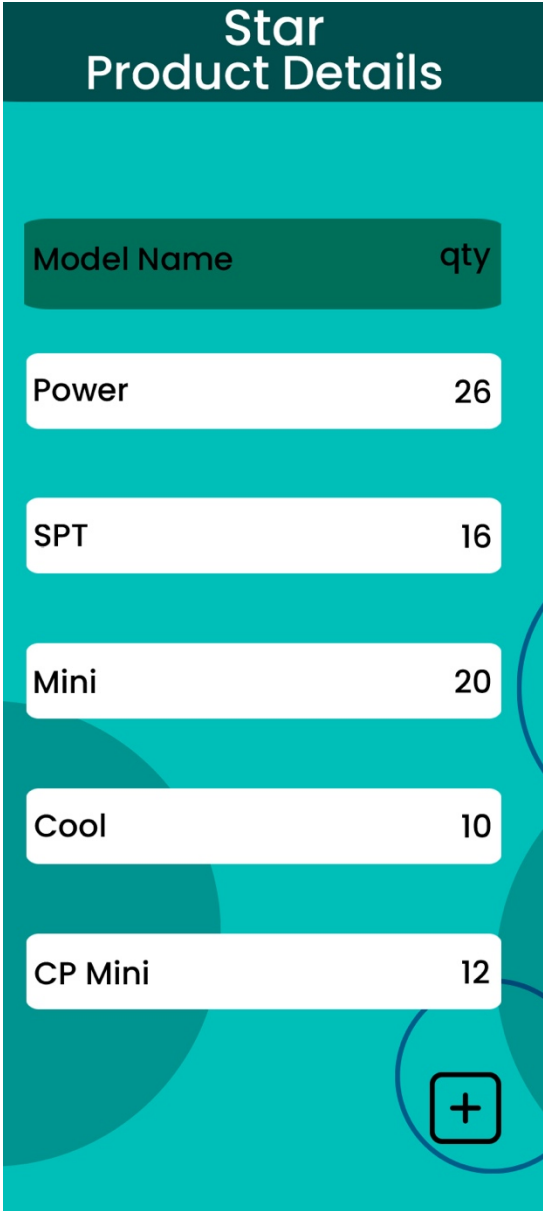 Star
Product Details
Model Name qty
Power 26
SPT 16
Mini 20
Cool 10
CP Mini 12
+